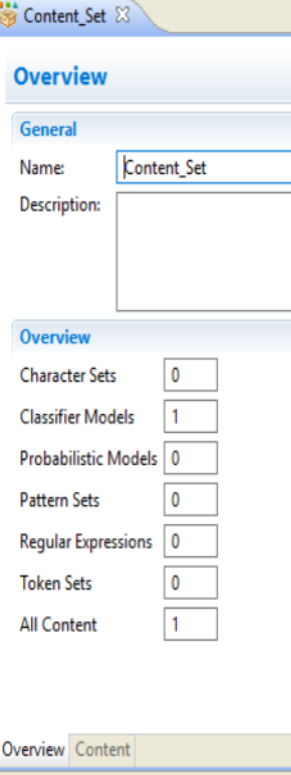 Content_Set
Overview
General
Name: Content_Set
Description:
Overview
Character Sets 0
Classifier Models 1
Probabilistic Models 0
Pattern Sets 0
Regular Expressions 0
Token Sets 0
All Content 1
Overview Content